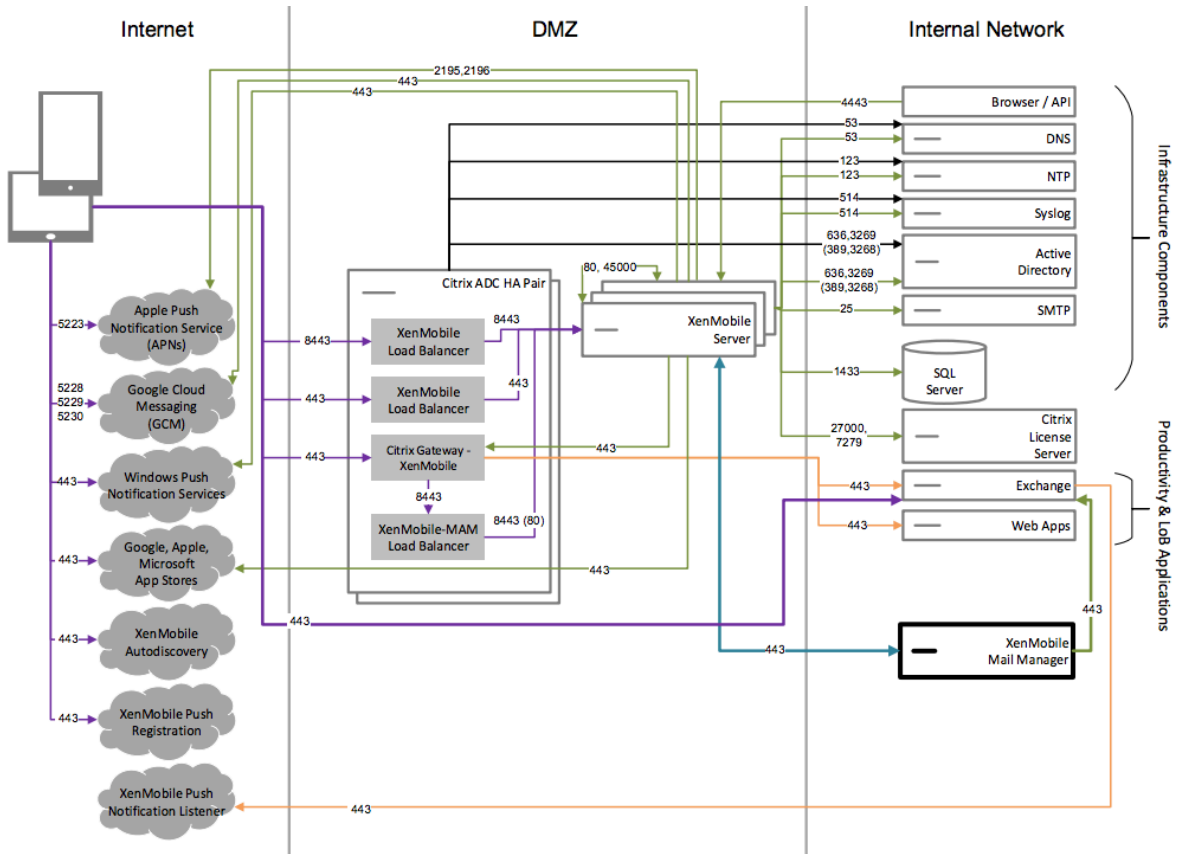 Internet
DMZ
Internal Network
2195,2196
443
443
4443
Browser / API
53
53
DNS
123
123
NTP
514
514
Syslog
636,3269
(389,3268)
636,3269
(389,3268)
Active
Directory
25
SMTP
1433
SQL
Server
27000,
7279
Citrix
License
Server
Infrastructure Components
80, 45000
XenMobile
Server
Citrix ADC HA Pair
8443
XenMobile
Load Balancer
8443
443
XenMobile
Load Balancer
443
443
Citrix Gateway -
XenMobile
443
8443
XenMobile-MAM
Load Balancer
8443 (80)
443
5223
Apple Push
Notification Service
(APNs)
5228
5229
5230
Google Cloud
Messaging
(GCM)
443
Windows Push
Notification Services
443
Google, Apple,
Microsoft
App Stores
443
XenMobile
Autodiscovery
443
XenMobile Push
Registration
XenMobile Push
Notification Listener
443
443
443
Exchange
443
Web Apps
Productivity & LoB Applications
443
443
XenMobile
Mail Manager